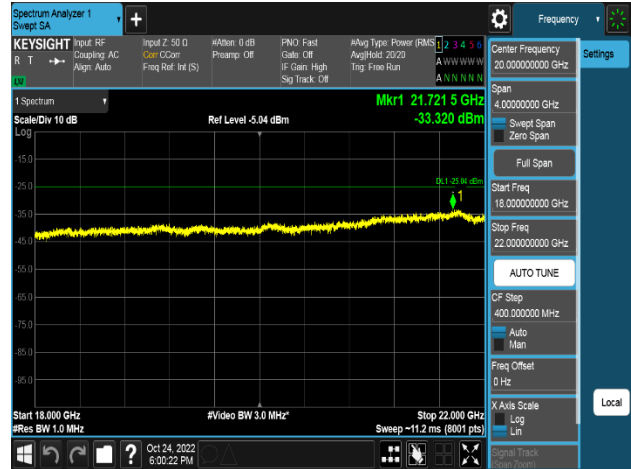 Spectrum Analyzer 1
Swept SA
+
Frequency
KEYSIGHT
R T
Input: RF
Coupling: AC
Align: Auto
Input Z: 50 Ω
Corr CCorr
Freq Ref: Int (S)
#Atten: 0 dB
Preamp: Off
PNO: Fast
Gate: Off
IF Gain: High
Sig Track: Off
#Avg Type: Power (RMS
Avg|Hold: 20/20
Trig: Free Run
1 2 3 4 5 6
A W W W W W
A N N N N N
1 Spectrum
Scale/Div 10 dB
Ref Level -5.04 dBm
Mkr1 21.721 5 GHz
-33.320 dBm
Log
-15.0
-25.0
-35.0
-45.0
-55.0
-65.0
-75.0
-85.0
-95.0
DL1 -25.04 dBm
1
Start 18.000 GHz
#Res BW 1.0 MHz
#Video BW 3.0 MHz*
Stop 22.000 GHz
Sweep ~11.2 ms (8001 pts)
Center Frequency
20.000000000 GHz
Span
4.00000000 GHz
Swept Span
Zero Span
Full Span
Start Freq
18.000000000 GHz
Stop Freq
22.000000000 GHz
AUTO TUNE
CF Step
400.000000 MHz
Auto
Man
Freq Offset
0 Hz
X Axis Scale
Log
Lin
Signal Track
(Span Zoom)
Settings
Local
?
Oct 24, 2022
6:00:22 PM